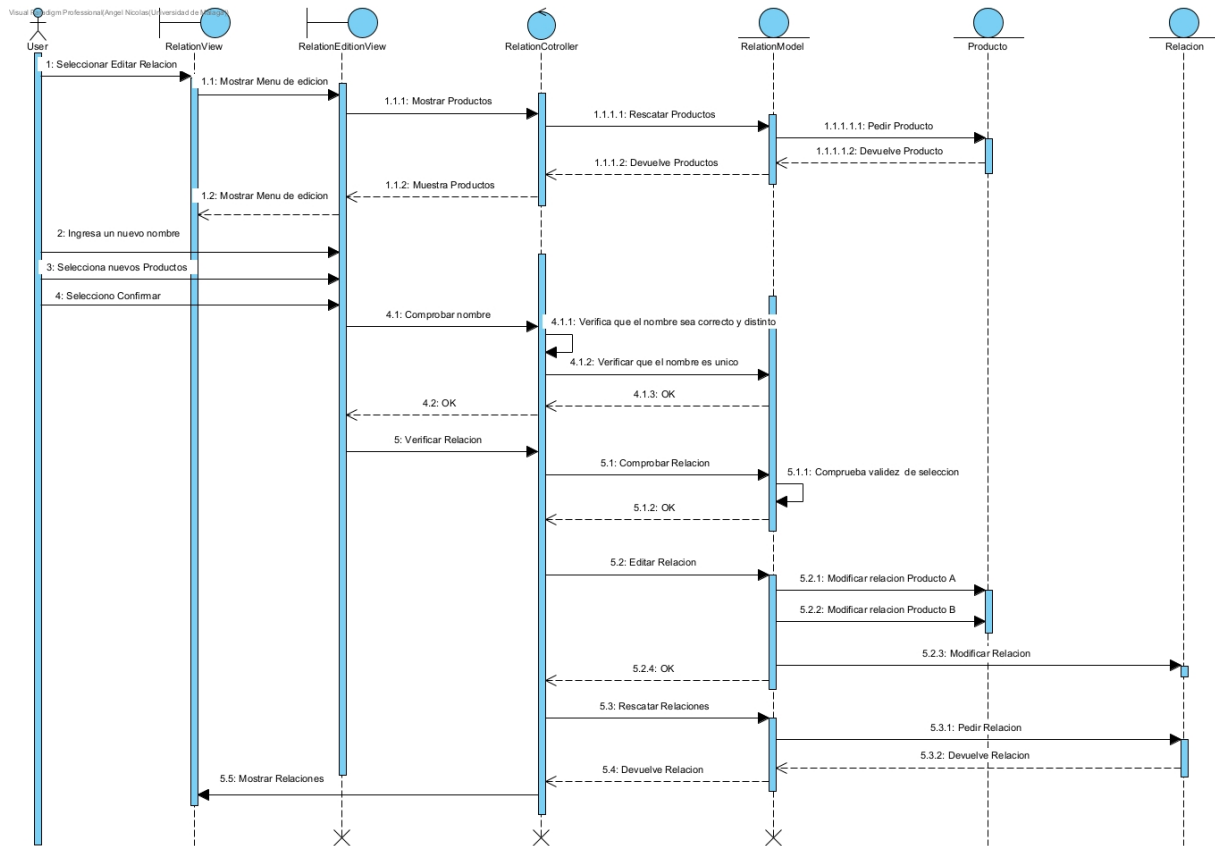 Visual Paradigm Professional(Angel Nicolas(Universidad de Malaga))
User
RelationView
RelationEditionView
RelationCotroller
RelationModel
Producto
Relacion
1: Seleccionar Editar Relacion
1.1: Mostrar Menu de edicion
1.1.1: Mostrar Productos
1.1.1.1: Rescatar Productos
1.1.1.1.1: Pedir Producto
1.1.1.1.2: Devuelve Producto
1.1.1.2: Devuelve Productos
1.1.2: Muestra Productos
1.2: Mostrar Menu de edicion
2: Ingresa un nuevo nombre
3: Selecciona nuevos Productos
4: Selecciono Confirmar
4.1: Comprobar nombre
4.1.1: Verifica que el nombre sea correcto y distinto
4.1.2: Verificar que el nombre es unico
4.1.3: OK
4.2: OK
5: Verificar Relacion
5.1: Comprobar Relacion
5.1.1: Comprueba validez de seleccion
5.1.2: OK
5.2: Editar Relacion
5.2.1: Modificar relacion Producto A
5.2.2: Modificar relacion Producto B
5.2.3: Modificar Relacion
5.2.4: OK
5.3: Rescatar Relaciones
5.3.1: Pedir Relacion
5.3.2: Devuelve Relacion
5.4: Devuelve Relacion
5.5: Mostrar Relaciones